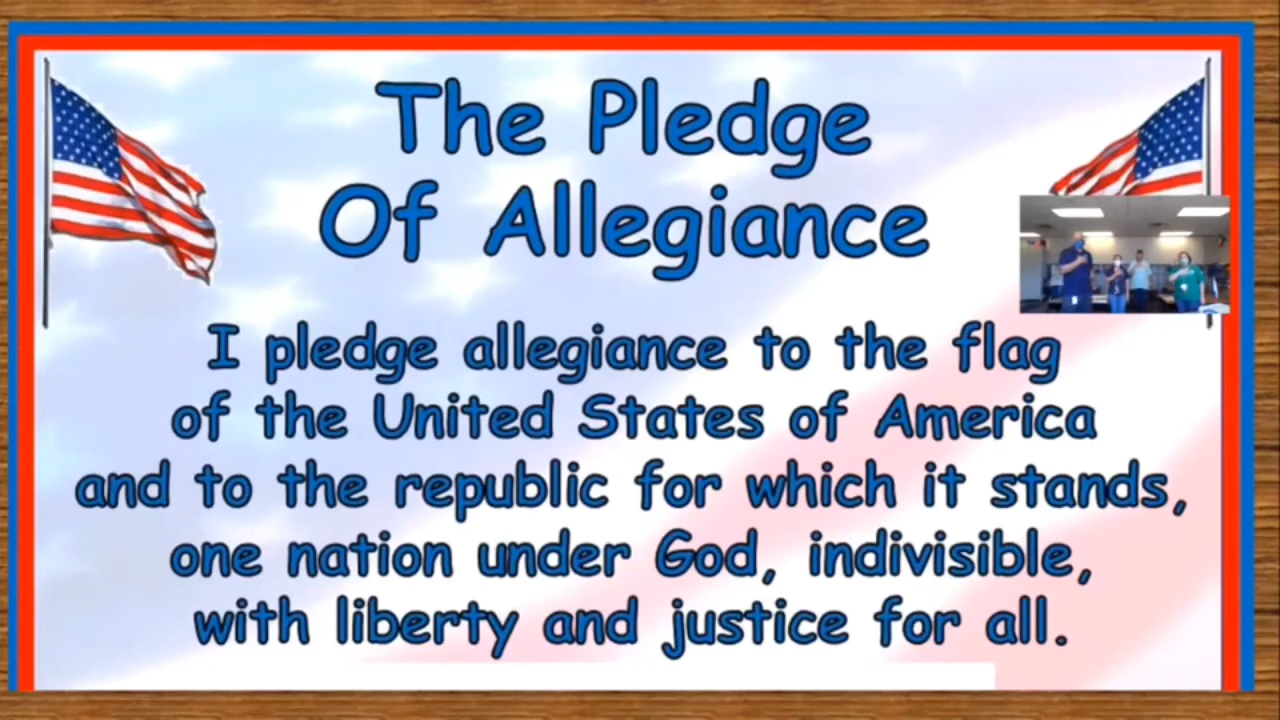 The Pledge
Of Allegiance
I pledge allegiance to the flag
of the United States of America
and to the republic for which it stands,
one nation under God, indivisible,
with liberty and justice for all.